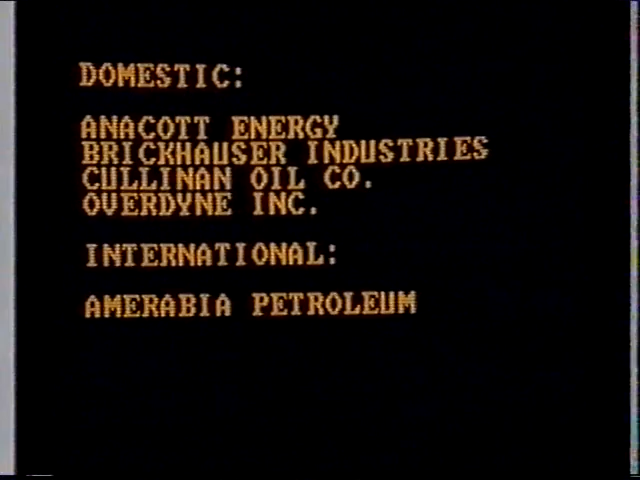 DOMESTIC:
ANACOTT ENERGY
BRICKHAUSER INDUSTRIES
CULLINAN OIL CO.
OVERDYNE INC.
INTERNATIONAL:
AMERABIA PETROLEUM